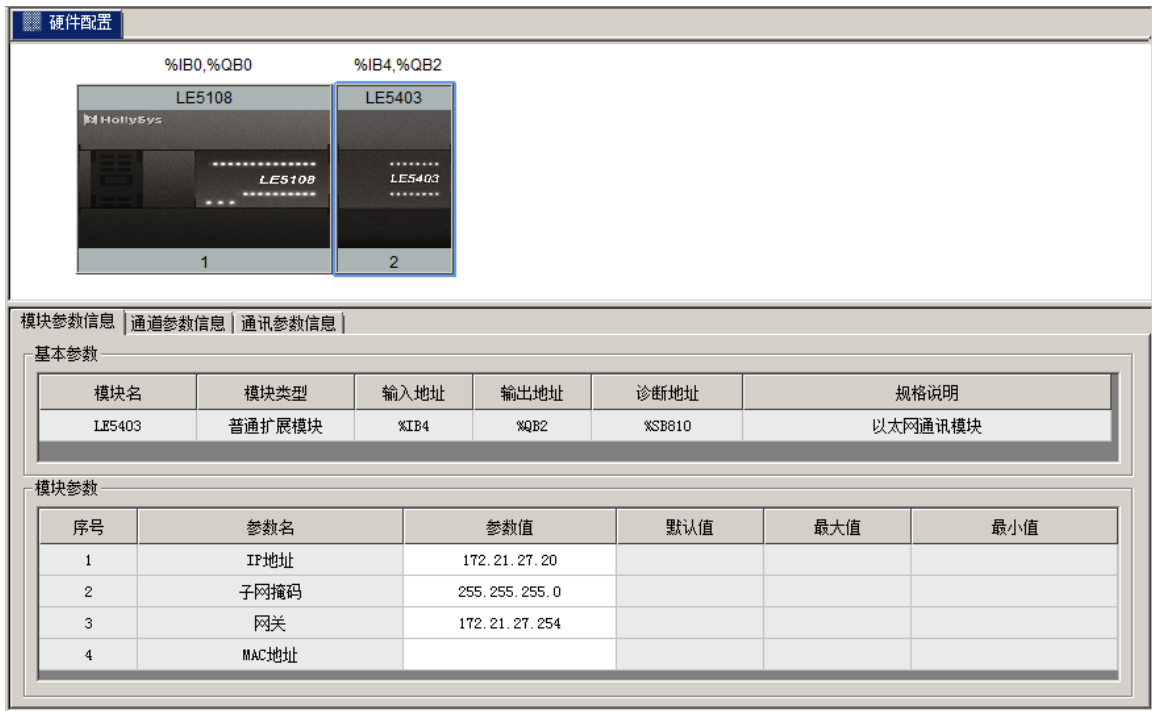 硬件配置
%IB0,%QB0 %IB4,%QB2
LE5108 LE5403
HollySys
LE5108 LE5403
1 2
模块参数信息 通道参数信息 通讯参数信息
基本参数
模块名 模块类型 输入地址 输出地址 诊断地址 规格说明
LE5403 普通扩展模块 %IB4 %QB2 %SB810 以太网通讯模块
模块参数
序号 参数名 参数值 默认值 最大值 最小值
1 IP地址 172.21.27.20
2 子网掩码 255.255.255.0
3 网关 172.21.27.254
4 MAC地址